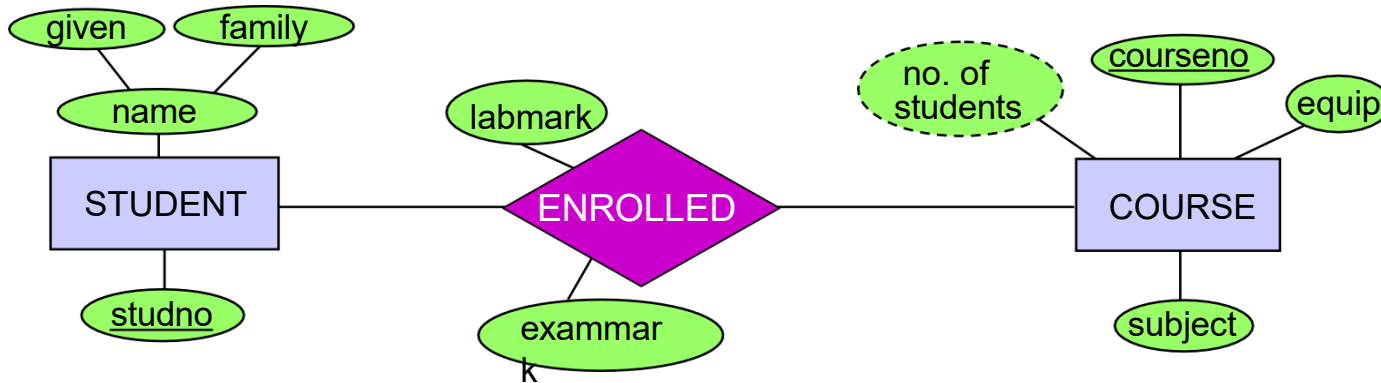 given
family
name
STUDENT
studno
labmark
ENROLLED
exammar
k
no. of
students
courseno
equip
COURSE
subject